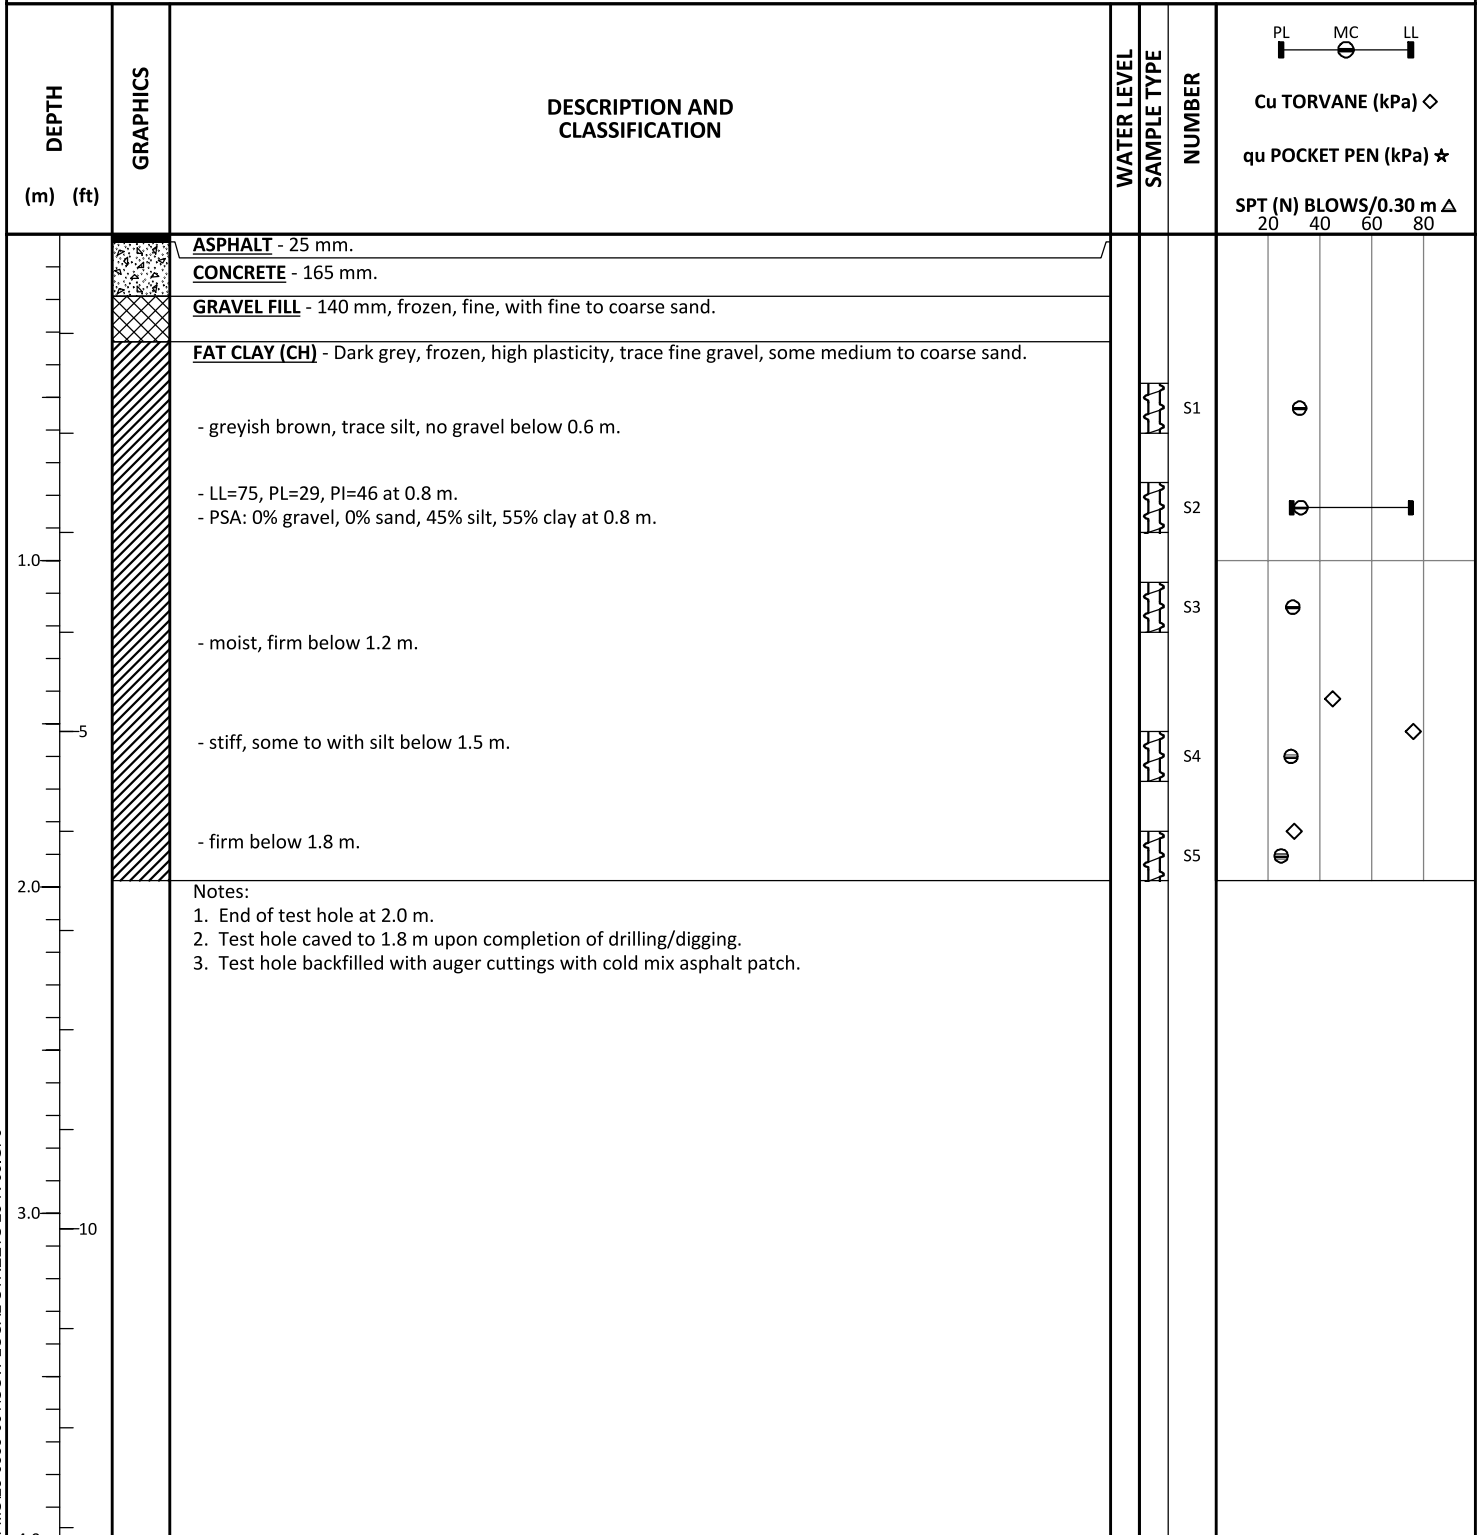 DEPTH
(m) (ft)
GRAPHICS
DESCRIPTION AND
CLASSIFICATION
WATER LEVEL
SAMPLE TYPE
NUMBER
PL MC LL
Cu TORVANE (kPa)
qu POCKET PEN (kPa)
SPT (N) BLOWS/0.30 m
20 40 60 80
ASPHALT - 25 mm.
CONCRETE - 165 mm.
GRAVEL FILL - 140 mm, frozen, fine, with fine to coarse sand.
FAT CLAY (CH) - Dark grey, frozen, high plasticity, trace fine gravel, some medium to coarse sand.
S1
- greyish brown, trace silt, no gravel below 0.6 m.
- LL=75, PL=29, PI=46 at 0.8 m.
S2
- PSA: 0% gravel, 0% sand, 45% silt, 55% clay at 0.8 m.
1.0
S3
- moist, firm below 1.2 m.
5
- stiff, some to with silt below 1.5 m.
S4
- firm below 1.8 m.
S5
2.0
Notes:
1. End of test hole at 2.0 m.
2. Test hole caved to 1.8 m upon completion of drilling/digging.
3. Test hole backfilled with auger cuttings with cold mix asphalt patch.
3.0
10